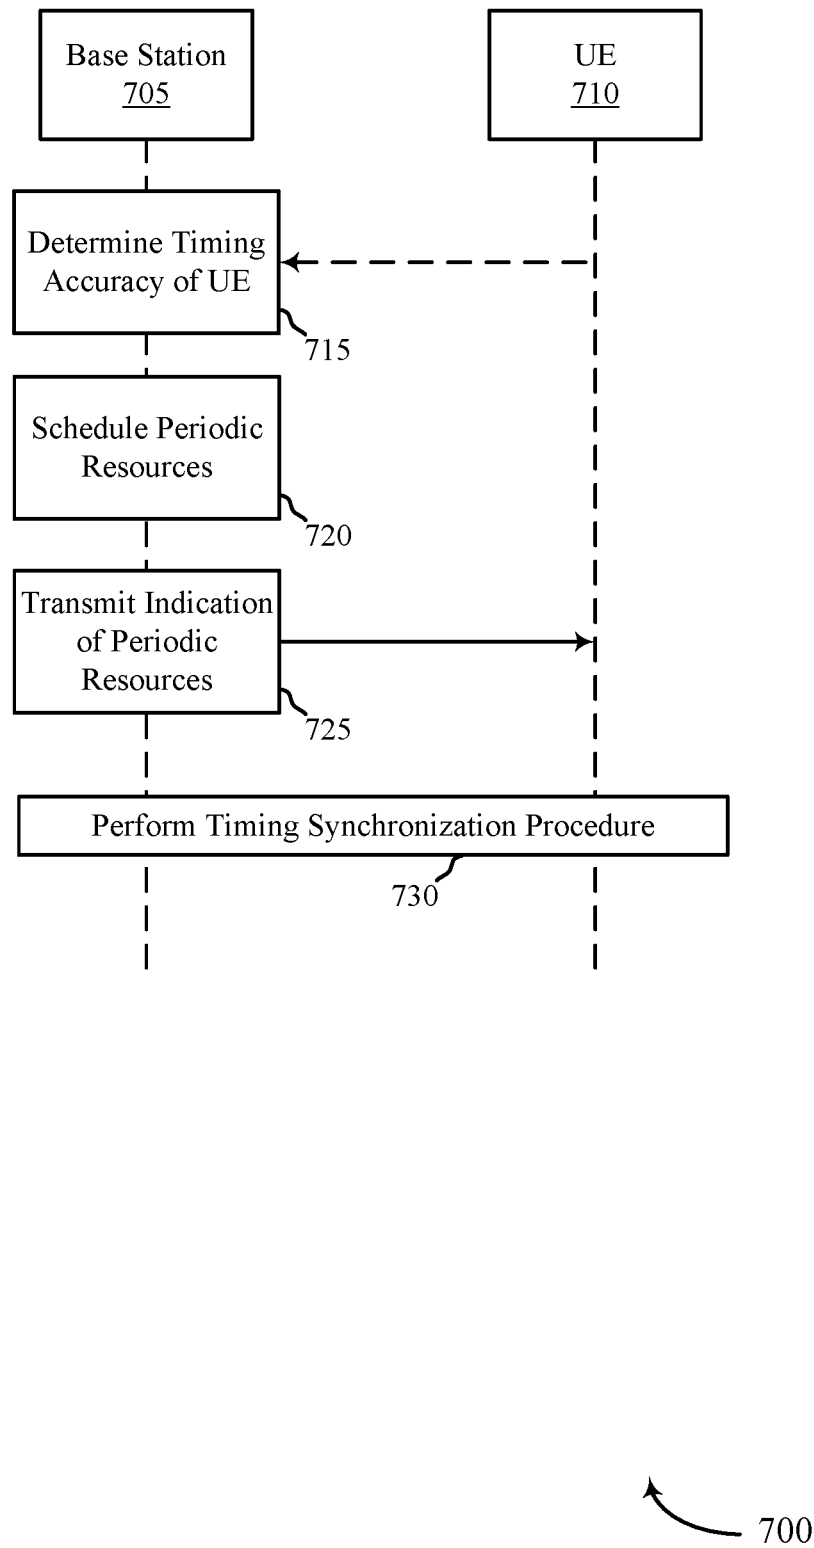 Base Station
705
UE
710
Determine Timing
Accuracy of UE
715
Schedule Periodic
Resources
720
Transmit Indication
of Periodic
Resources
725
Perform Timing Synchronization Procedure
730
700